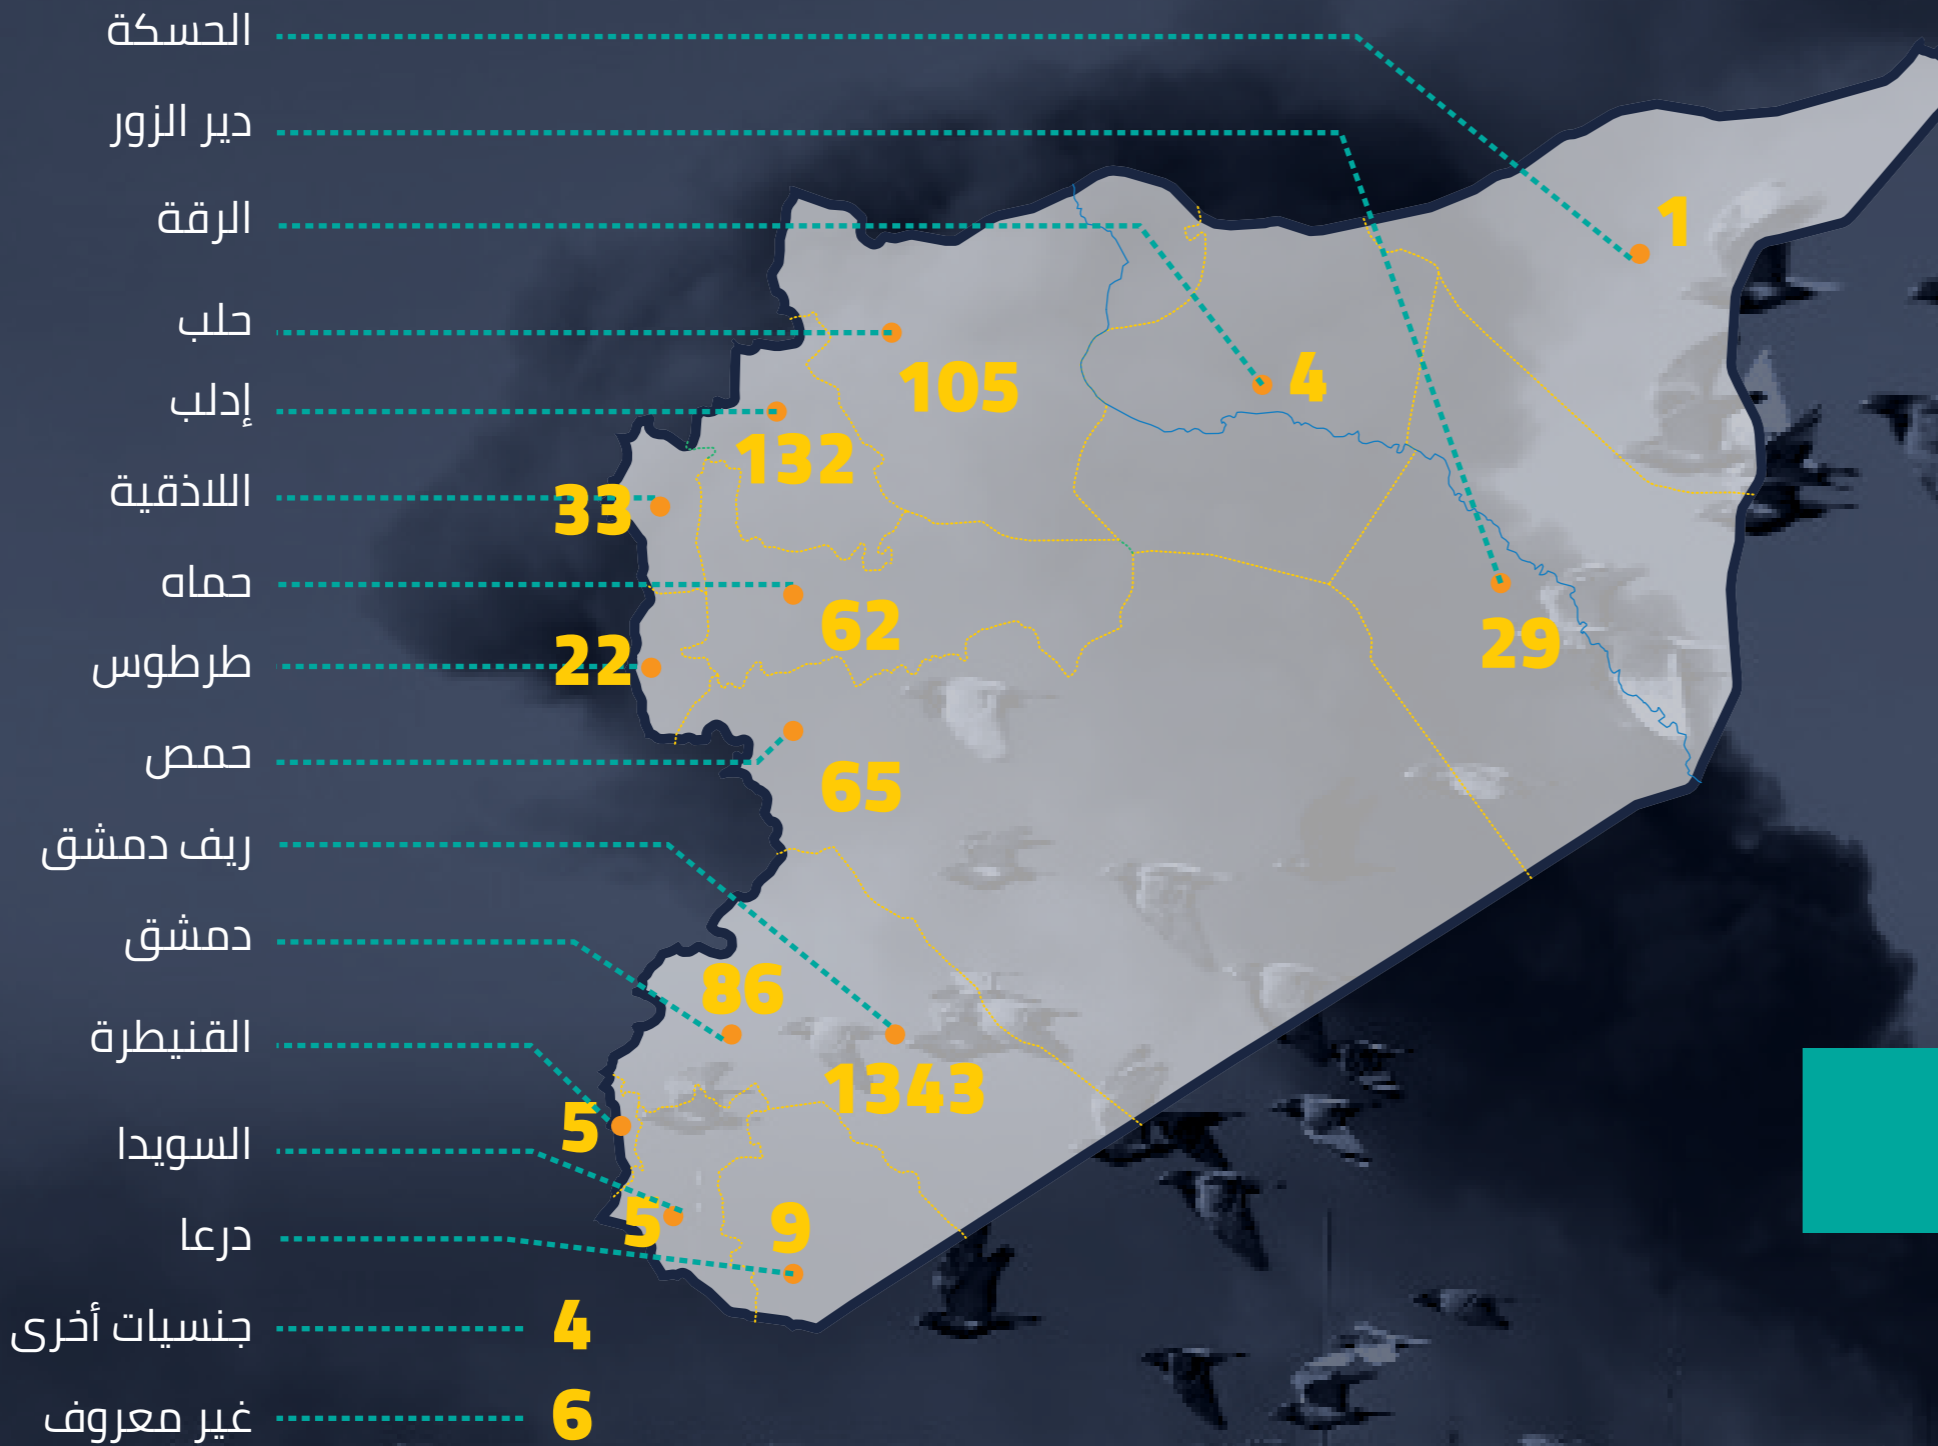 الحسكة
1
دير الزور
29
الرقة
4
حلب
105
إدلب
132
اللاذقية
33
حماه
62
طرطوس
22
حمص
65
ريف دمشق
1343
دمشق
86
القنيطرة
5
السويدا
5
درعا
9
جنسيات أخرى
4
غير معروف
6